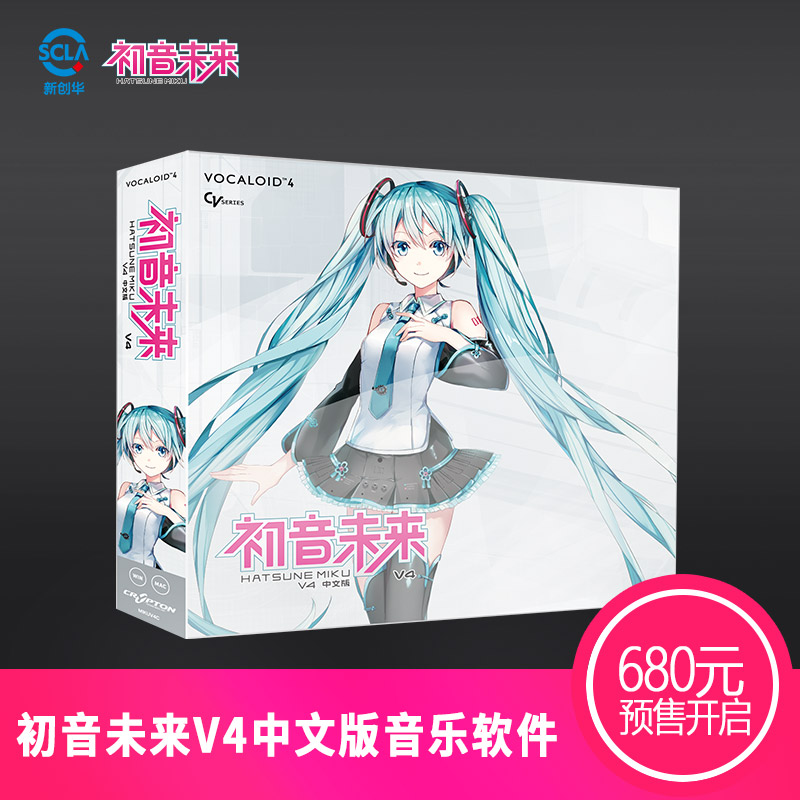 SCLA
新创华
初音未来
HATSUNE MIKU
VOCALOID™4
初音未来
HATSUNE MIKU
V4 中文版
V4
WIN
MAC
CRYPTON
MIKUV4C
VOCALOID™4
CV SERIES
初音未来
HATSUNE MIKU
V4 中文版
V4
680元
预售开启
初音未来V4中文版音乐软件